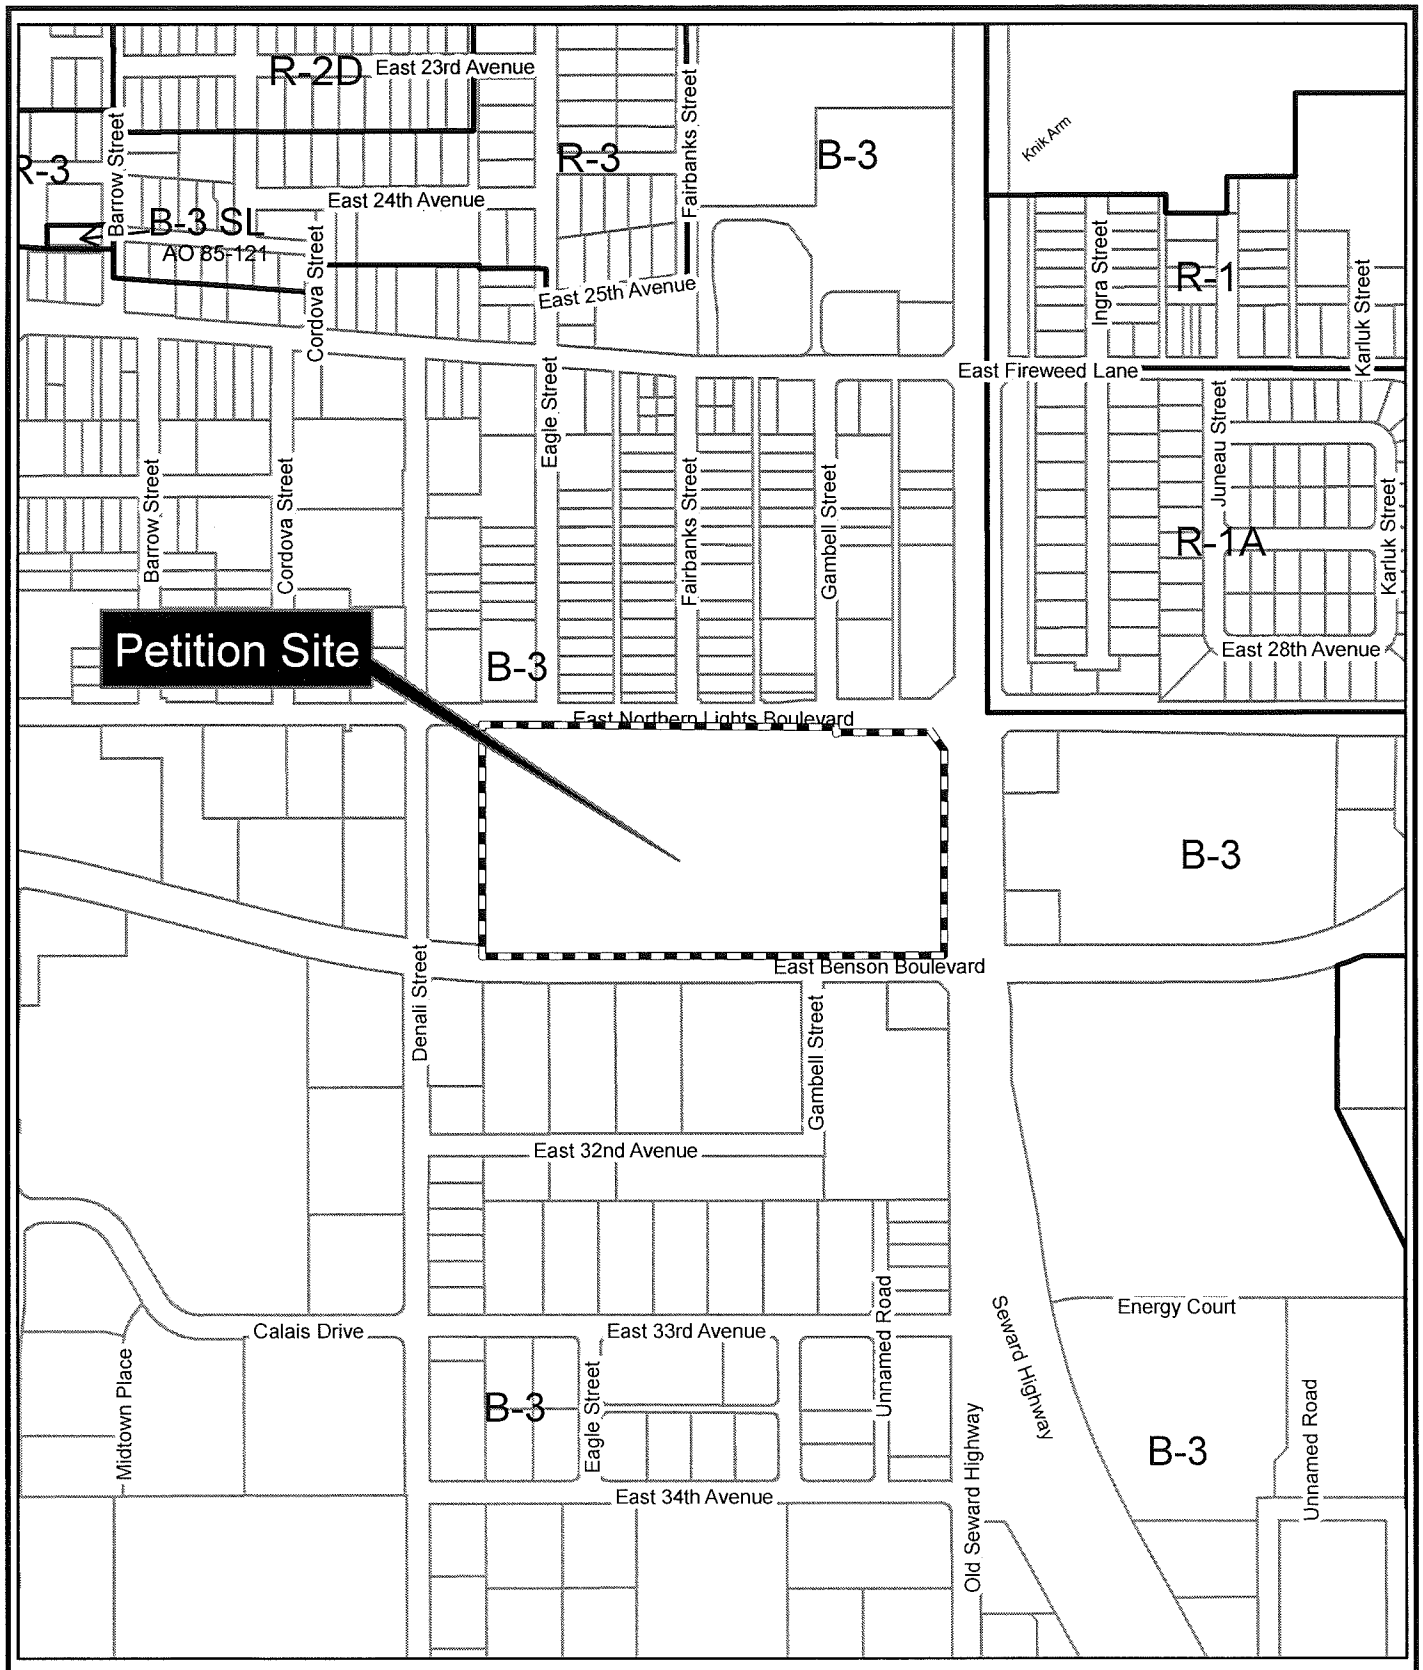 R-2D
East 23rd Avenue
Fairbanks Street
Barrow Street
R-3
R-3
B-3
Knik Arm
East 24th Avenue
B-3 SL
AO 85-121
Cordova Street
East 25th Avenue
Ingra Street
R-1
Karluk Street
East Fireweed Lane
Eagle Street
Juneau Street
Barrow Street
Cordova Street
Fairbanks Street
Gambell Street
Karluk Street
R-1A
Petition Site
B-3
East 28th Avenue
East Northern Lights Boulevard
B-3
Denali Street
East Benson Boulevard
Gambell Street
East 32nd Avenue
Unnamed Road
Seward Highway
Energy Court
Calais Drive
East 33rd Avenue
Midtown Place
B-3
Eagle Street
Old Seward Highway
B-3
Unnamed Road
East 34th Avenue